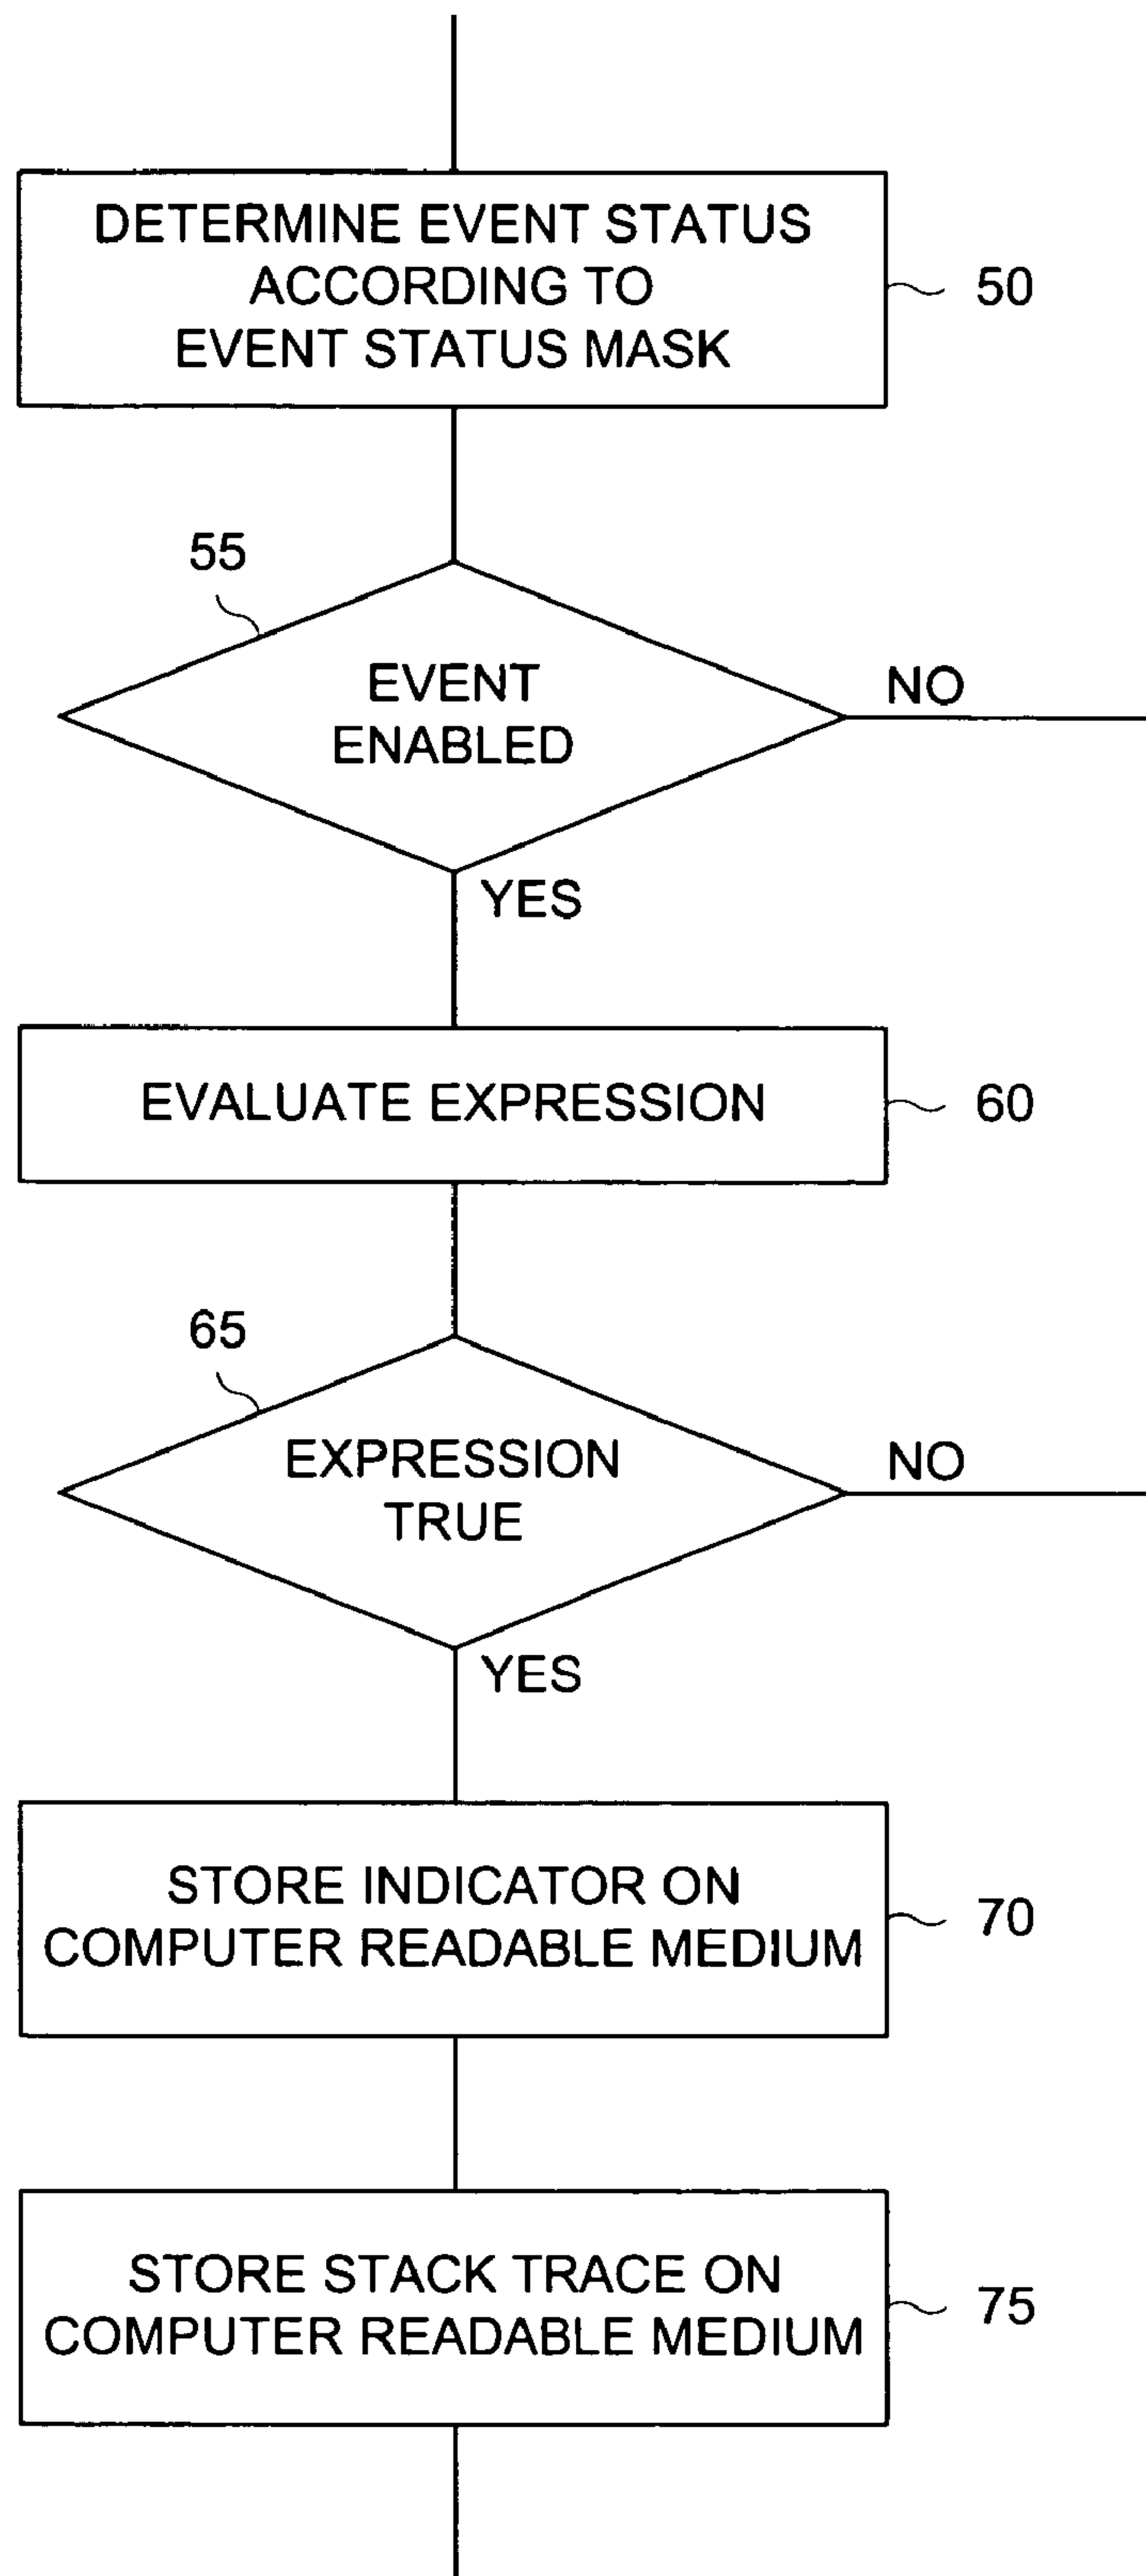 DETERMINE EVENT STATUS
ACCORDING TO
EVENT STATUS MASK
50
55
EVENT
ENABLED
NO
YES
EVALUATE EXPRESSION
60
65
EXPRESSION
TRUE
NO
YES
STORE INDICATOR ON
COMPUTER READABLE MEDIUM
70
STORE STACK TRACE ON
COMPUTER READABLE MEDIUM
75